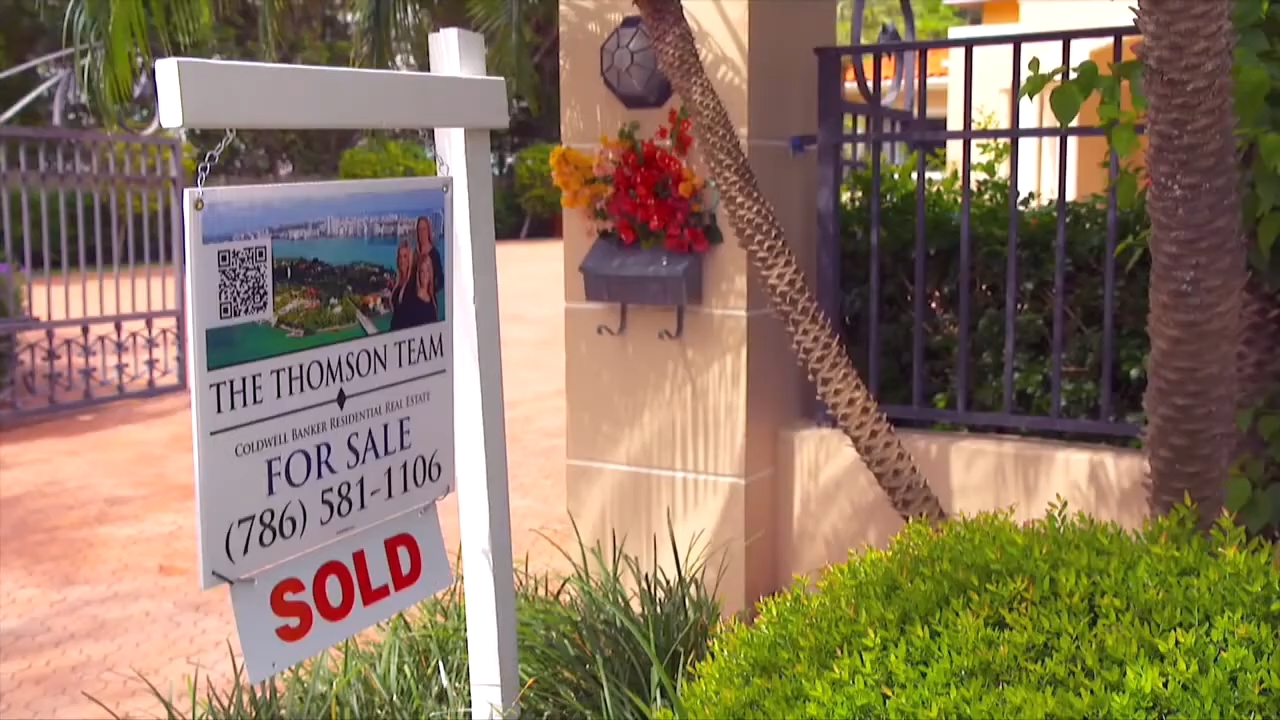 THE THOMSON TEAM
COLDWELL BANKER RESIDENTIAL REAL ESTATE
FOR SALE
(786) 581-1106
SOLD